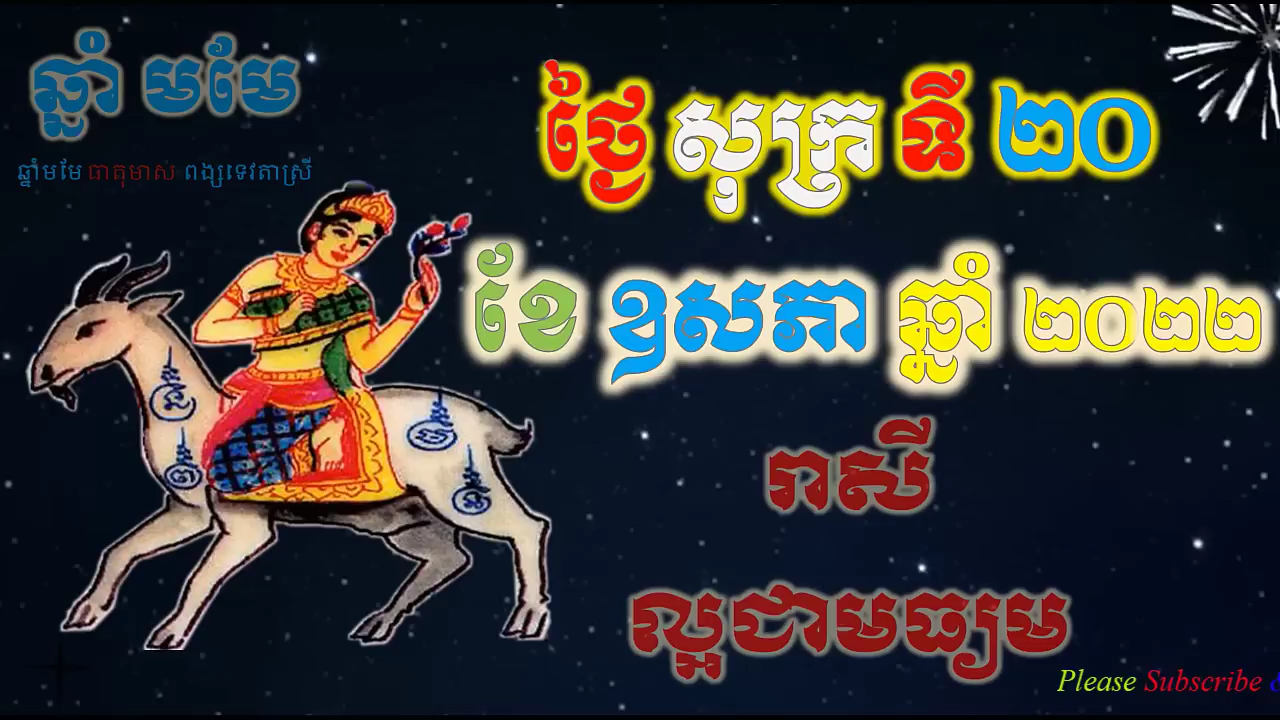 ឆ្នាំ មមែ
ឆ្នាំមមែ ធាតុមាស ពង្សទេវតាស្រី
ថ្ងៃ សុក្រ ទី ២០
ខែ ឧសភា ឆ្នាំ ២០២២
រាសី
ល្អជាមធ្យម
Please Subscribe &